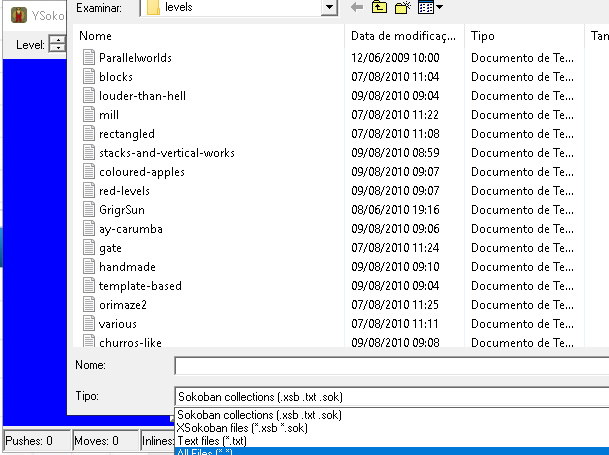 YSoko
Examinar: levels
Level:
Nome Data de modificaç... Tipo Tan
Parallelworlds 12/06/2009 10:00 Documento de Te...
blocks 07/08/2010 11:04 Documento de Te...
louder-than-hell 09/08/2010 09:04 Documento de Te...
mill 07/08/2010 11:22 Documento de Te...
rectangled 07/08/2010 11:08 Documento de Te...
stacks-and-vertical-works 09/08/2010 08:59 Documento de Te...
coloured-apples 09/08/2010 09:07 Documento de Te...
red-levels 09/08/2010 09:07 Documento de Te...
GrigrSun 08/06/2010 19:16 Documento de Te...
ay-carumba 09/08/2010 09:06 Documento de Te...
gate 07/08/2010 11:24 Documento de Te...
handmade 09/08/2010 09:10 Documento de Te...
template-based 09/08/2010 09:04 Documento de Te...
orimaze2 07/08/2010 11:25 Documento de Te...
various 07/08/2010 11:11 Documento de Te...
churros-like 09/08/2010 09:08 Documento de Te...
Nome:
Tipo: Sokoban collections (.xsb .txt .sok)
Sokoban collections (.xsb .txt .sok)
XSokoban files (*.xsb *.sok)
Text files (*.txt)
All Files (*.*)
Pushes: 0 Moves: 0 Inlines: